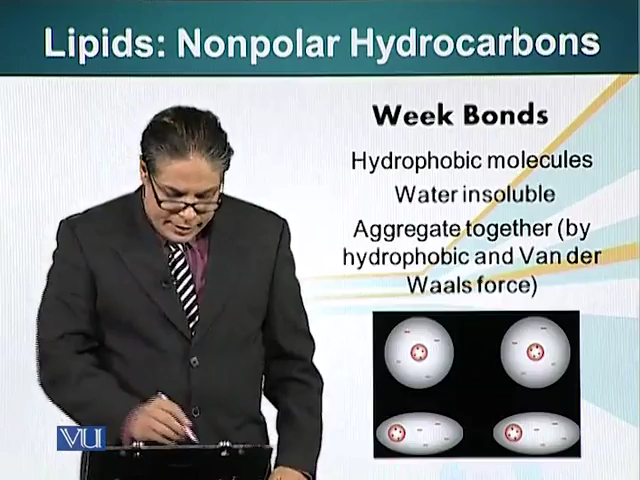 Lipids: Nonpolar Hydrocarbons
Week Bonds
Hydrophobic molecules
Water insoluble
Aggregate together (by
hydrophobic and Van der
Waals force)
VU